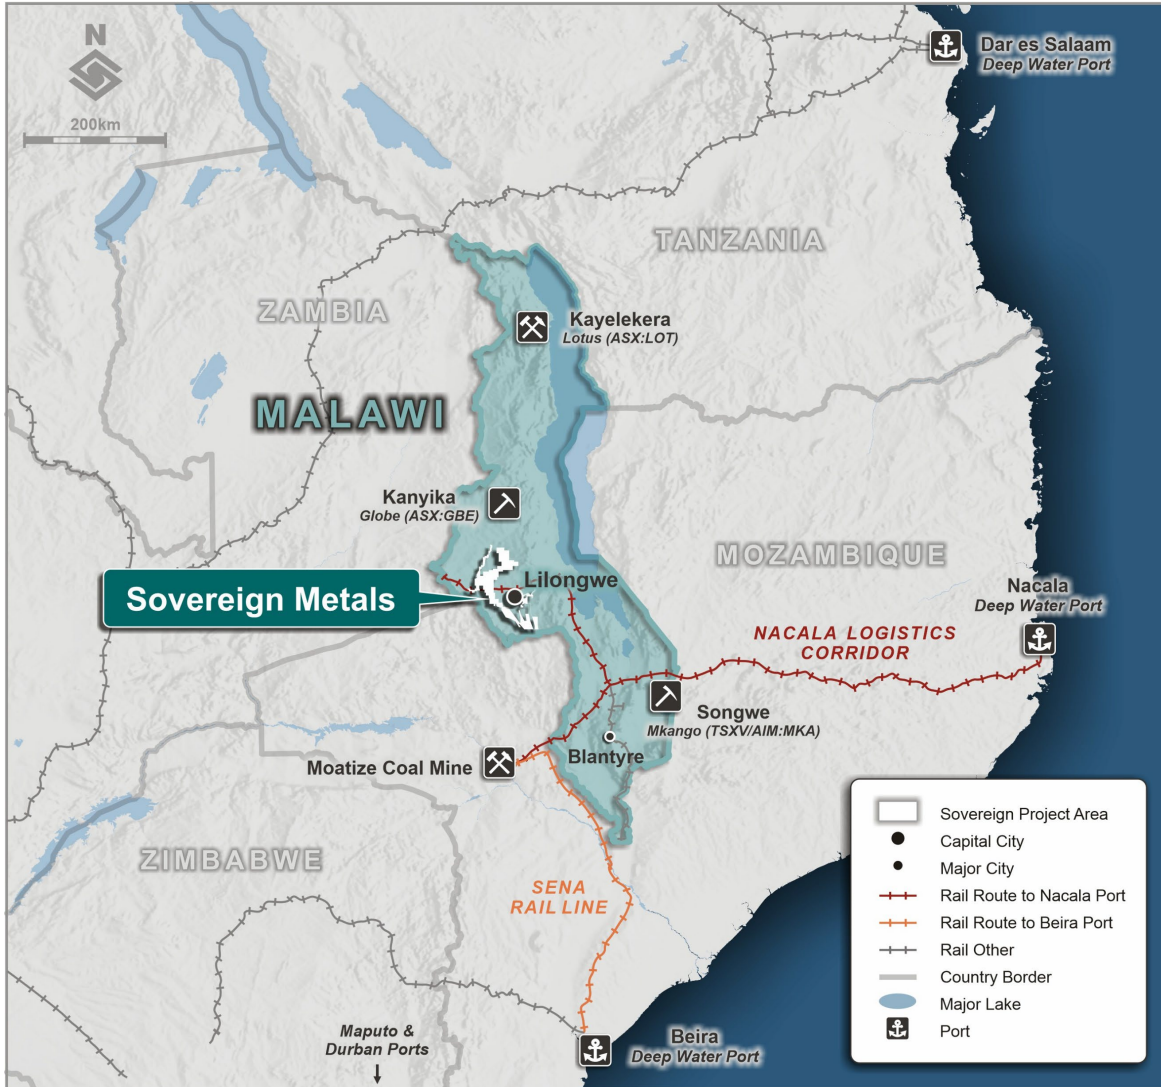 N
200km
Dar es Salaam
Deep Water Port
TANZANIA
ZAMBIA
Kayelekera
Lotus (ASX:LOT)
MALAWI
Kanyika
Globe (ASX:GBE)
MOZAMBIQUE
Lilongwe
Sovereign Metals
Nacala
Deep Water Port
NACALA LOGISTICS
CORRIDOR
Songwe
Mkango (TSXV/AIM:MKA)
Blantyre
Moatize Coal Mine
ZIMBABWE
SENA
RAIL LINE
Maputo &
Durban Ports
Beira
Deep Water Port
Sovereign Project Area
Capital City
Major City
Rail Route to Nacala Port
Rail Route to Beira Port
Rail Other
Country Border
Major Lake
Port